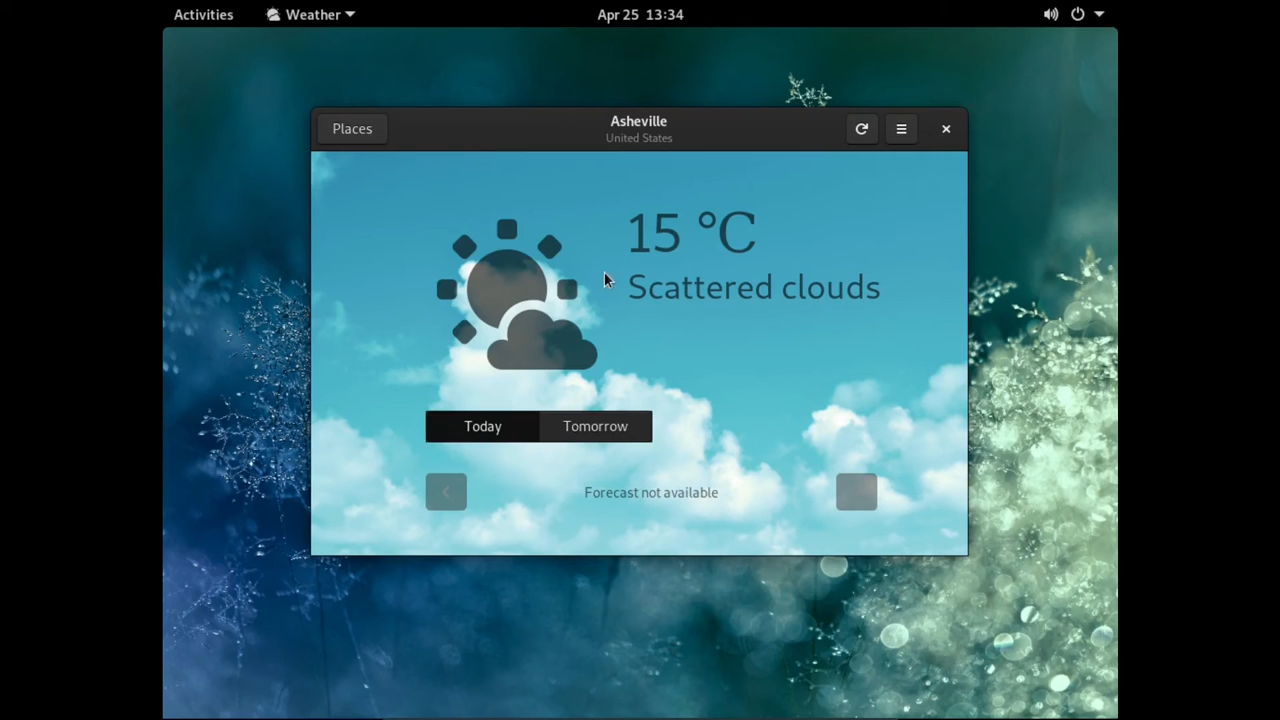 Activities Weather Apr 25 13:34
Places
Asheville
United States
15 °C
Scattered clouds
Today Tomorrow
Forecast not available